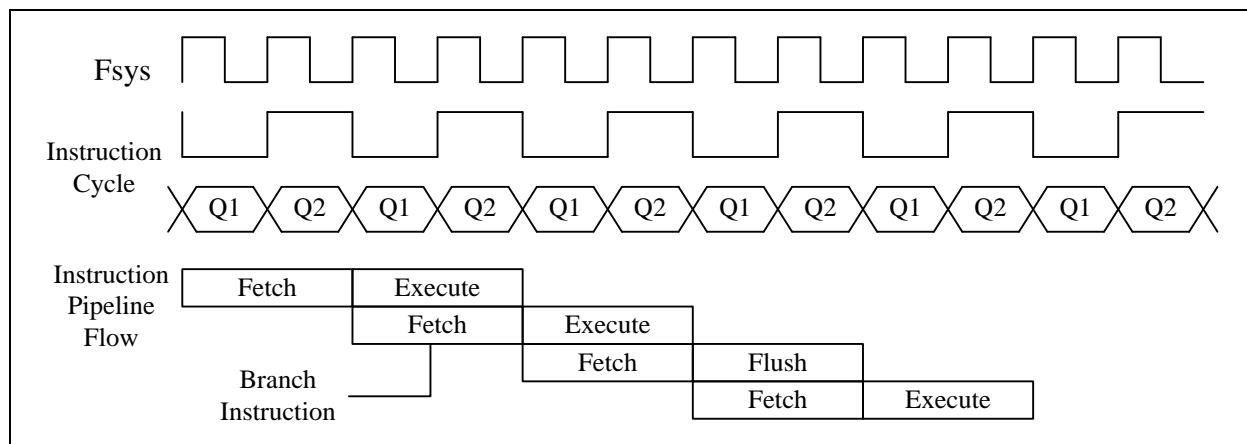 Fsys
Instruction
Cycle
Q1 Q2 Q1 Q2 Q1 Q2 Q1 Q2 Q1 Q2 Q1 Q2
Instruction
Pipeline
Flow
Fetch Execute
Fetch Execute
Fetch Flush
Fetch Execute
Branch
Instruction